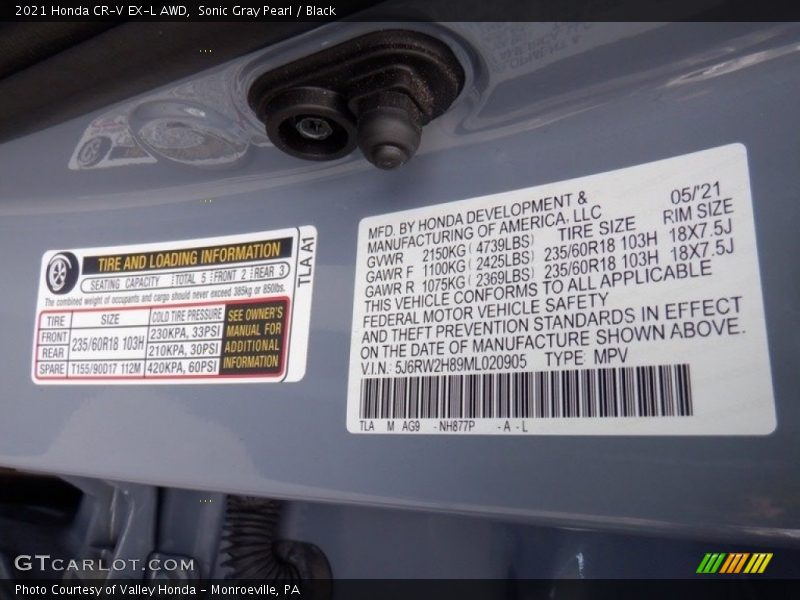 2021 Honda CR-V EX-L AWD, Sonic Gray Pearl / Black
TIRE AND LOADING INFORMATION
SEATING CAPACITY TOTAL 5 FRONT 2 REAR 3
The combined weight of occupants and cargo should never exceed 385kg or 850lbs.
TIRE SIZE COLD TIRE PRESSURE
FRONT 235/60R18 103H 230KPA, 33PSI
REAR 210KPA, 30PSI
SPARE T155/90D17 112M 420KPA, 60PSI
SEE OWNER'S
MANUAL FOR
ADDITIONAL
INFORMATION
TLA A1
MFD. BY HONDA DEVELOPMENT & 05/'21
MANUFACTURING OF AMERICA, LLC
TIRE SIZE RIM SIZE
GVWR 2150KG ( 4739LBS)
GAWR F 1100KG ( 2425LBS) 235/60R18 103H 18X7.5J
GAWR R 1075KG ( 2369LBS) 235/60R18 103H 18X7.5J
THIS VEHICLE CONFORMS TO ALL APPLICABLE
FEDERAL MOTOR VEHICLE SAFETY
AND THEFT PREVENTION STANDARDS IN EFFECT
ON THE DATE OF MANUFACTURE SHOWN ABOVE.
V.I.N.: 5J6RW2H89ML020905 TYPE: MPV
TLA M AG9 - NH877P - A - L
GTCARLOT.COM
Photo Courtesy of Valley Honda - Monroeville, PA